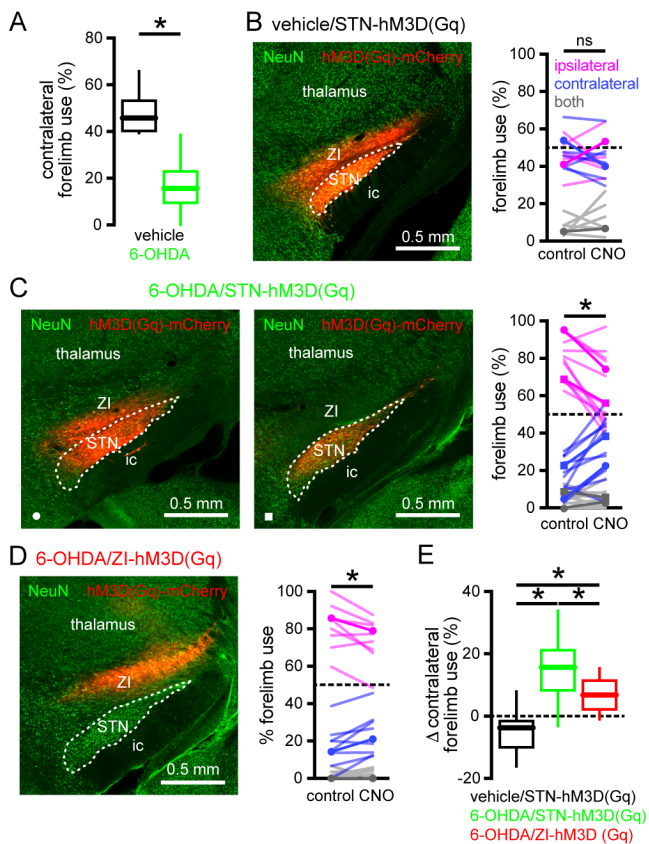 A
contralateral
forelimb use (%)
80
60
40
20
0
*
vehicle
6-OHDA
B
vehicle/STN-hM3D(Gq)
NeuN hM3D(Gq)-mCherry
thalamus
ZI
STN
ic
0.5 mm
forelimb use (%)
100
80
60
40
20
0
ns
ipsilateral
contralateral
both
control CNO
C
6-OHDA/STN-hM3D(Gq)
NeuN hM3D(Gq)-mCherry
thalamus
ZI
STN
ic
0.5 mm
NeuN hM3D(Gq)-mCherry
thalamus
ZI
STN
ic
0.5 mm
forelimb use (%)
100
80
60
40
20
0
*
control CNO
D
6-OHDA/ZI-hM3D(Gq)
NeuN hM3D(Gq)-mCherry
thalamus
ZI
STN
ic
0.5 mm
% forelimb use
100
80
60
40
20
0
*
control CNO
E
Δ contralateral
forelimb use (%)
40
20
0
-20
*
* *
vehicle/STN-hM3D(Gq)
6-OHDA/STN-hM3D(Gq)
6-OHDA/ZI-hM3D (Gq)